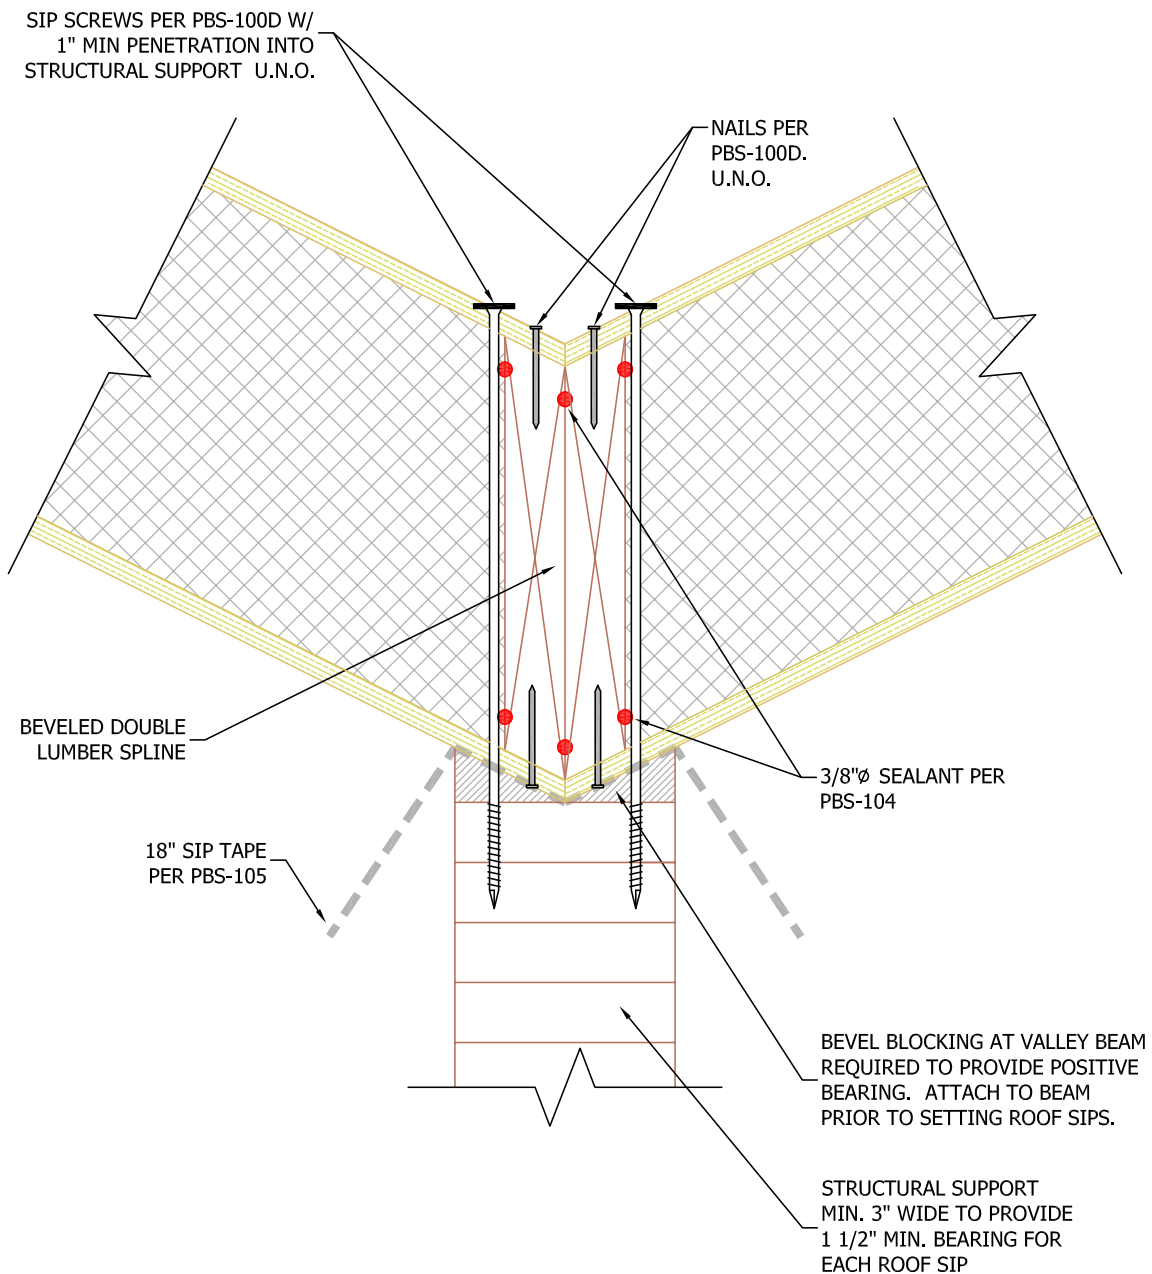 SIP SCREWS PER PBS-100D W/
1" MIN PENETRATION INTO
STRUCTURAL SUPPORT U.N.O.
NAILS PER
PBS-100D.
U.N.O.
BEVELED DOUBLE
LUMBER SPLINE
3/8"Ø SEALANT PER
PBS-104
18" SIP TAPE
PER PBS-105
BEVEL BLOCKING AT VALLEY BEAM
REQUIRED TO PROVIDE POSITIVE
BEARING. ATTACH TO BEAM
PRIOR TO SETTING ROOF SIPS.
STRUCTURAL SUPPORT
MIN. 3" WIDE TO PROVIDE
1 1/2" MIN. BEARING FOR
EACH ROOF SIP